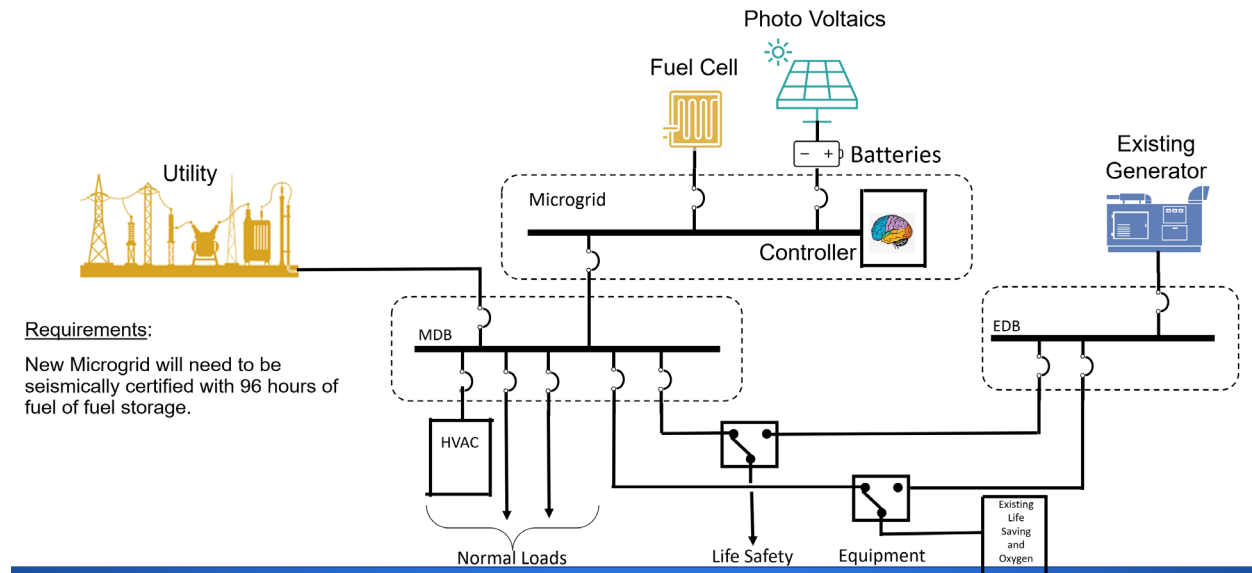 Photo Voltaics
Fuel Cell
Existing
Generator
Utility
− +
Batteries
Microgrid
Controller
Requirements:
New Microgrid will need to be
seismically certified with 96 hours of
fuel of fuel storage.
MDB
EDB
HVAC
Existing
Life
Saving
and
Oxygen
Normal Loads
Life Safety
Equipment